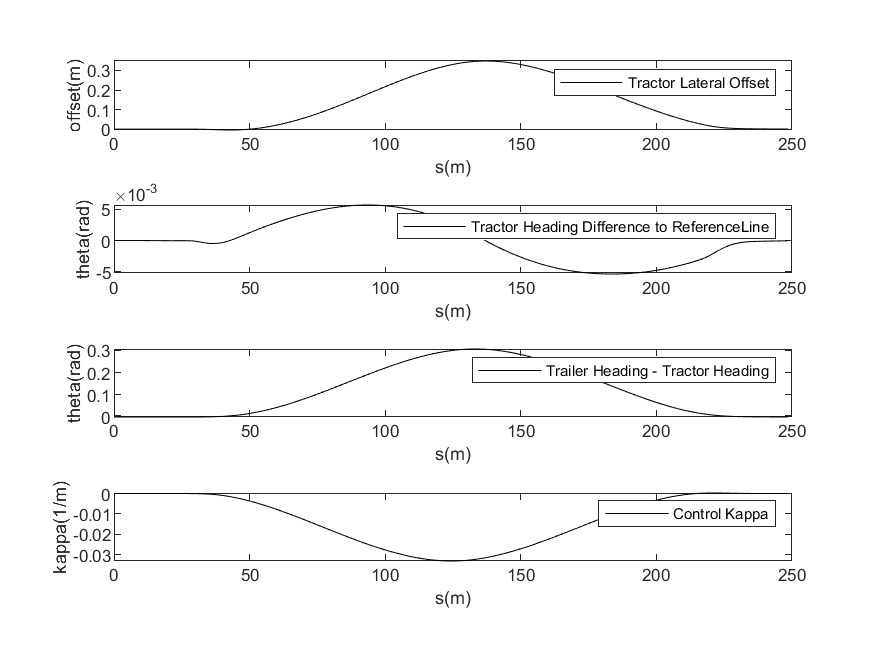 offset(m)
0.3
0.2
0.1
0
Tractor Lateral Offset
0 50 100 150 200 250
s(m)
×10-3
theta(rad)
5
0
-5
Tractor Heading Difference to ReferenceLine
0 50 100 150 200 250
s(m)
theta(rad)
0.3
0.2
0.1
0
Trailer Heading - Tractor Heading
0 50 100 150 200 250
s(m)
kappa(1/m)
0
-0.01
-0.02
-0.03
Control Kappa
0 50 100 150 200 250
s(m)